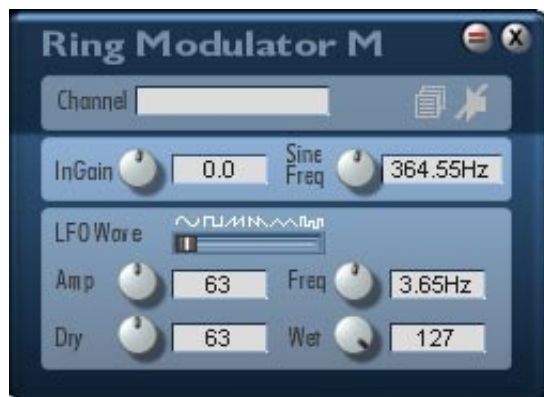 Ring Modulator M
Channel
InGain 0.0 Sine Freq 364.55Hz
LFO Wave
Amp 63 Freq 3.65Hz
Dry 63 Wet 127